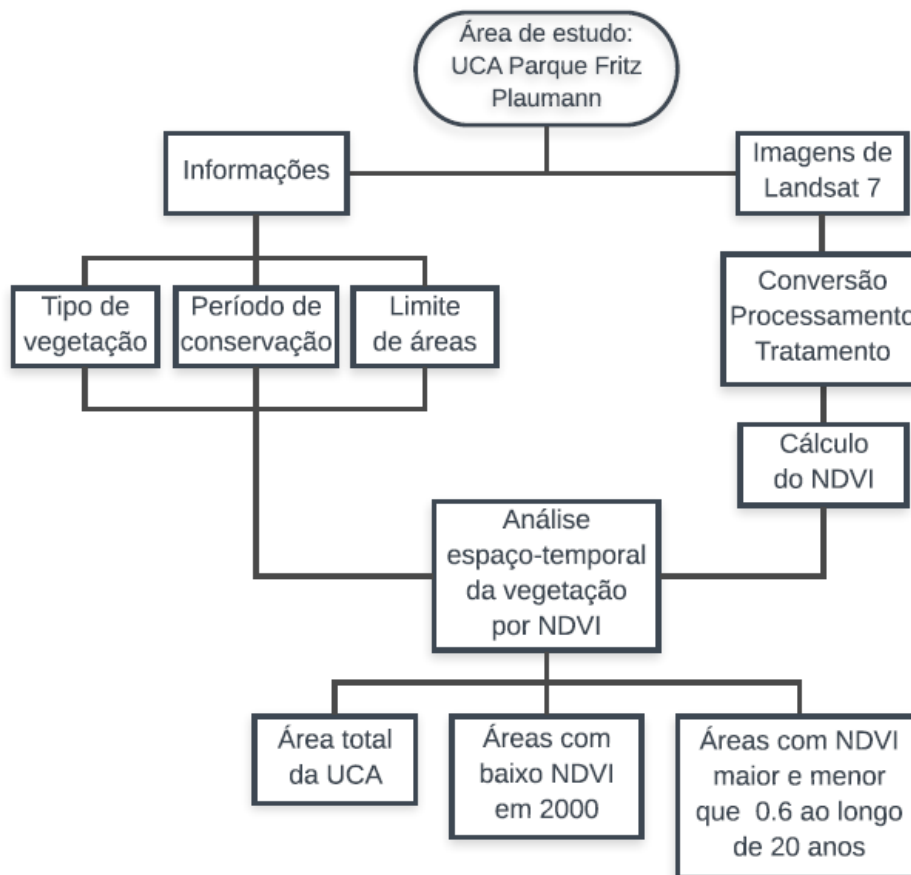 Área de estudo:
UCA Parque Fritz
Plaumann
Informações
Imagens de
Landsat 7
Tipo de
vegetação
Período de
conservação
Limite
de áreas
Conversão
Processamento
Tratamento
Cálculo
do NDVI
Análise
espaço-temporal
da vegetação
por NDVI
Área total
da UCA
Áreas com
baixo NDVI
em 2000
Áreas com NDVI
maior e menor
que 0.6 ao longo
de 20 anos